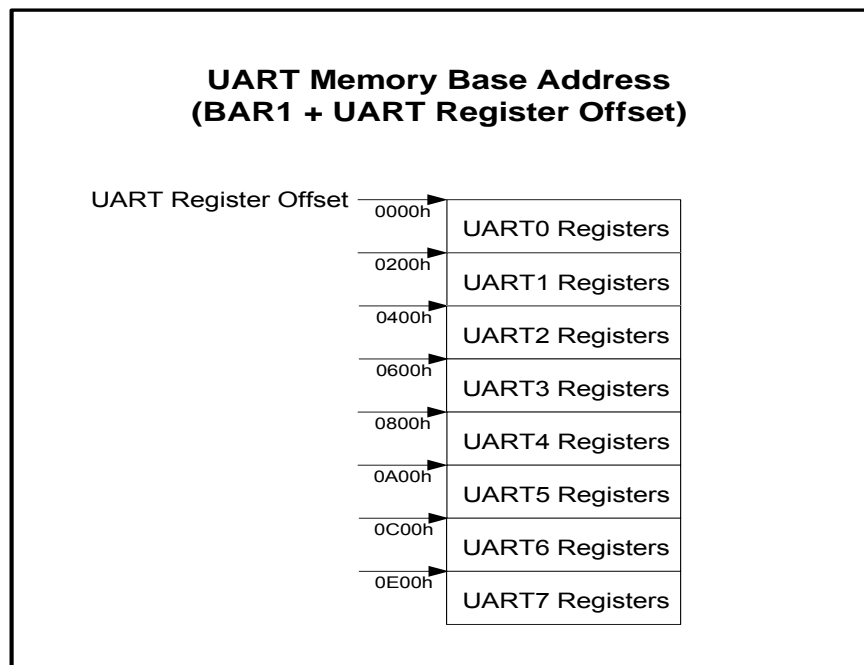 UART Memory Base Address
(BAR1 + UART Register Offset)
UART Register Offset
0000h
UART0 Registers
0200h
UART1 Registers
0400h
UART2 Registers
0600h
UART3 Registers
0800h
UART4 Registers
0A00h
UART5 Registers
0C00h
UART6 Registers
0E00h
UART7 Registers